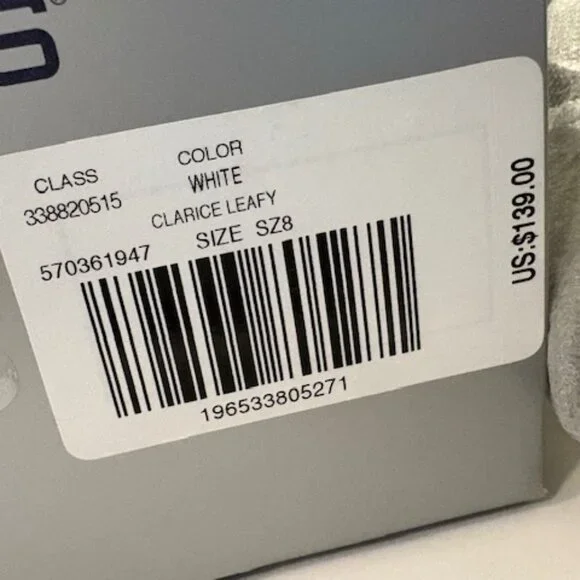 CLASS
338820515
COLOR
WHITE
CLARICE LEAFY
570361947
SIZE SZ8
196533805271
US:$139.00